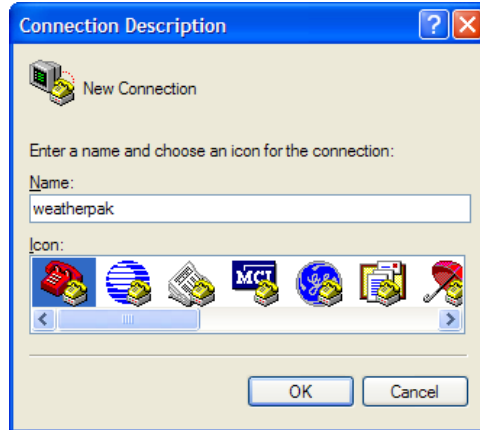 Connection Description
New Connection
Enter a name and choose an icon for the connection:
Name:
weatherpak
Icon:
MCI
OK
Cancel